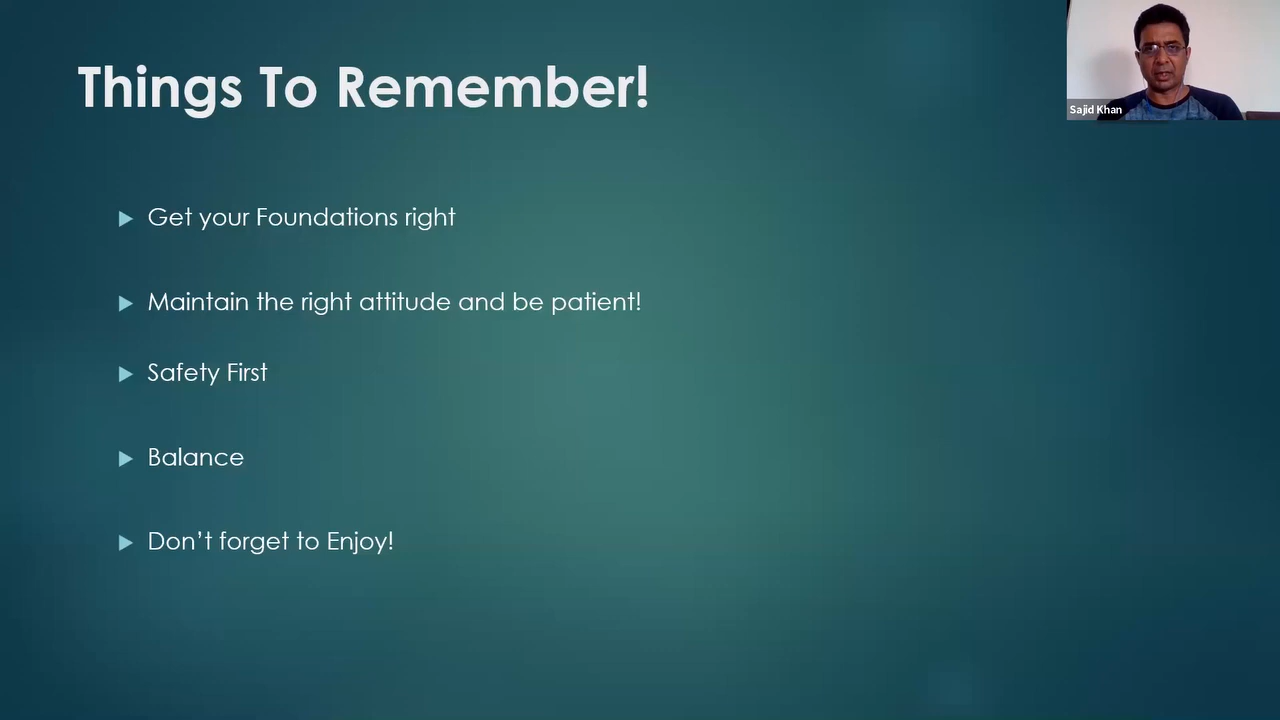 Things To Remember!
Sajid Khan
Get your Foundations right
Maintain the right attitude and be patient!
Safety First
Balance
Don't forget to Enjoy!